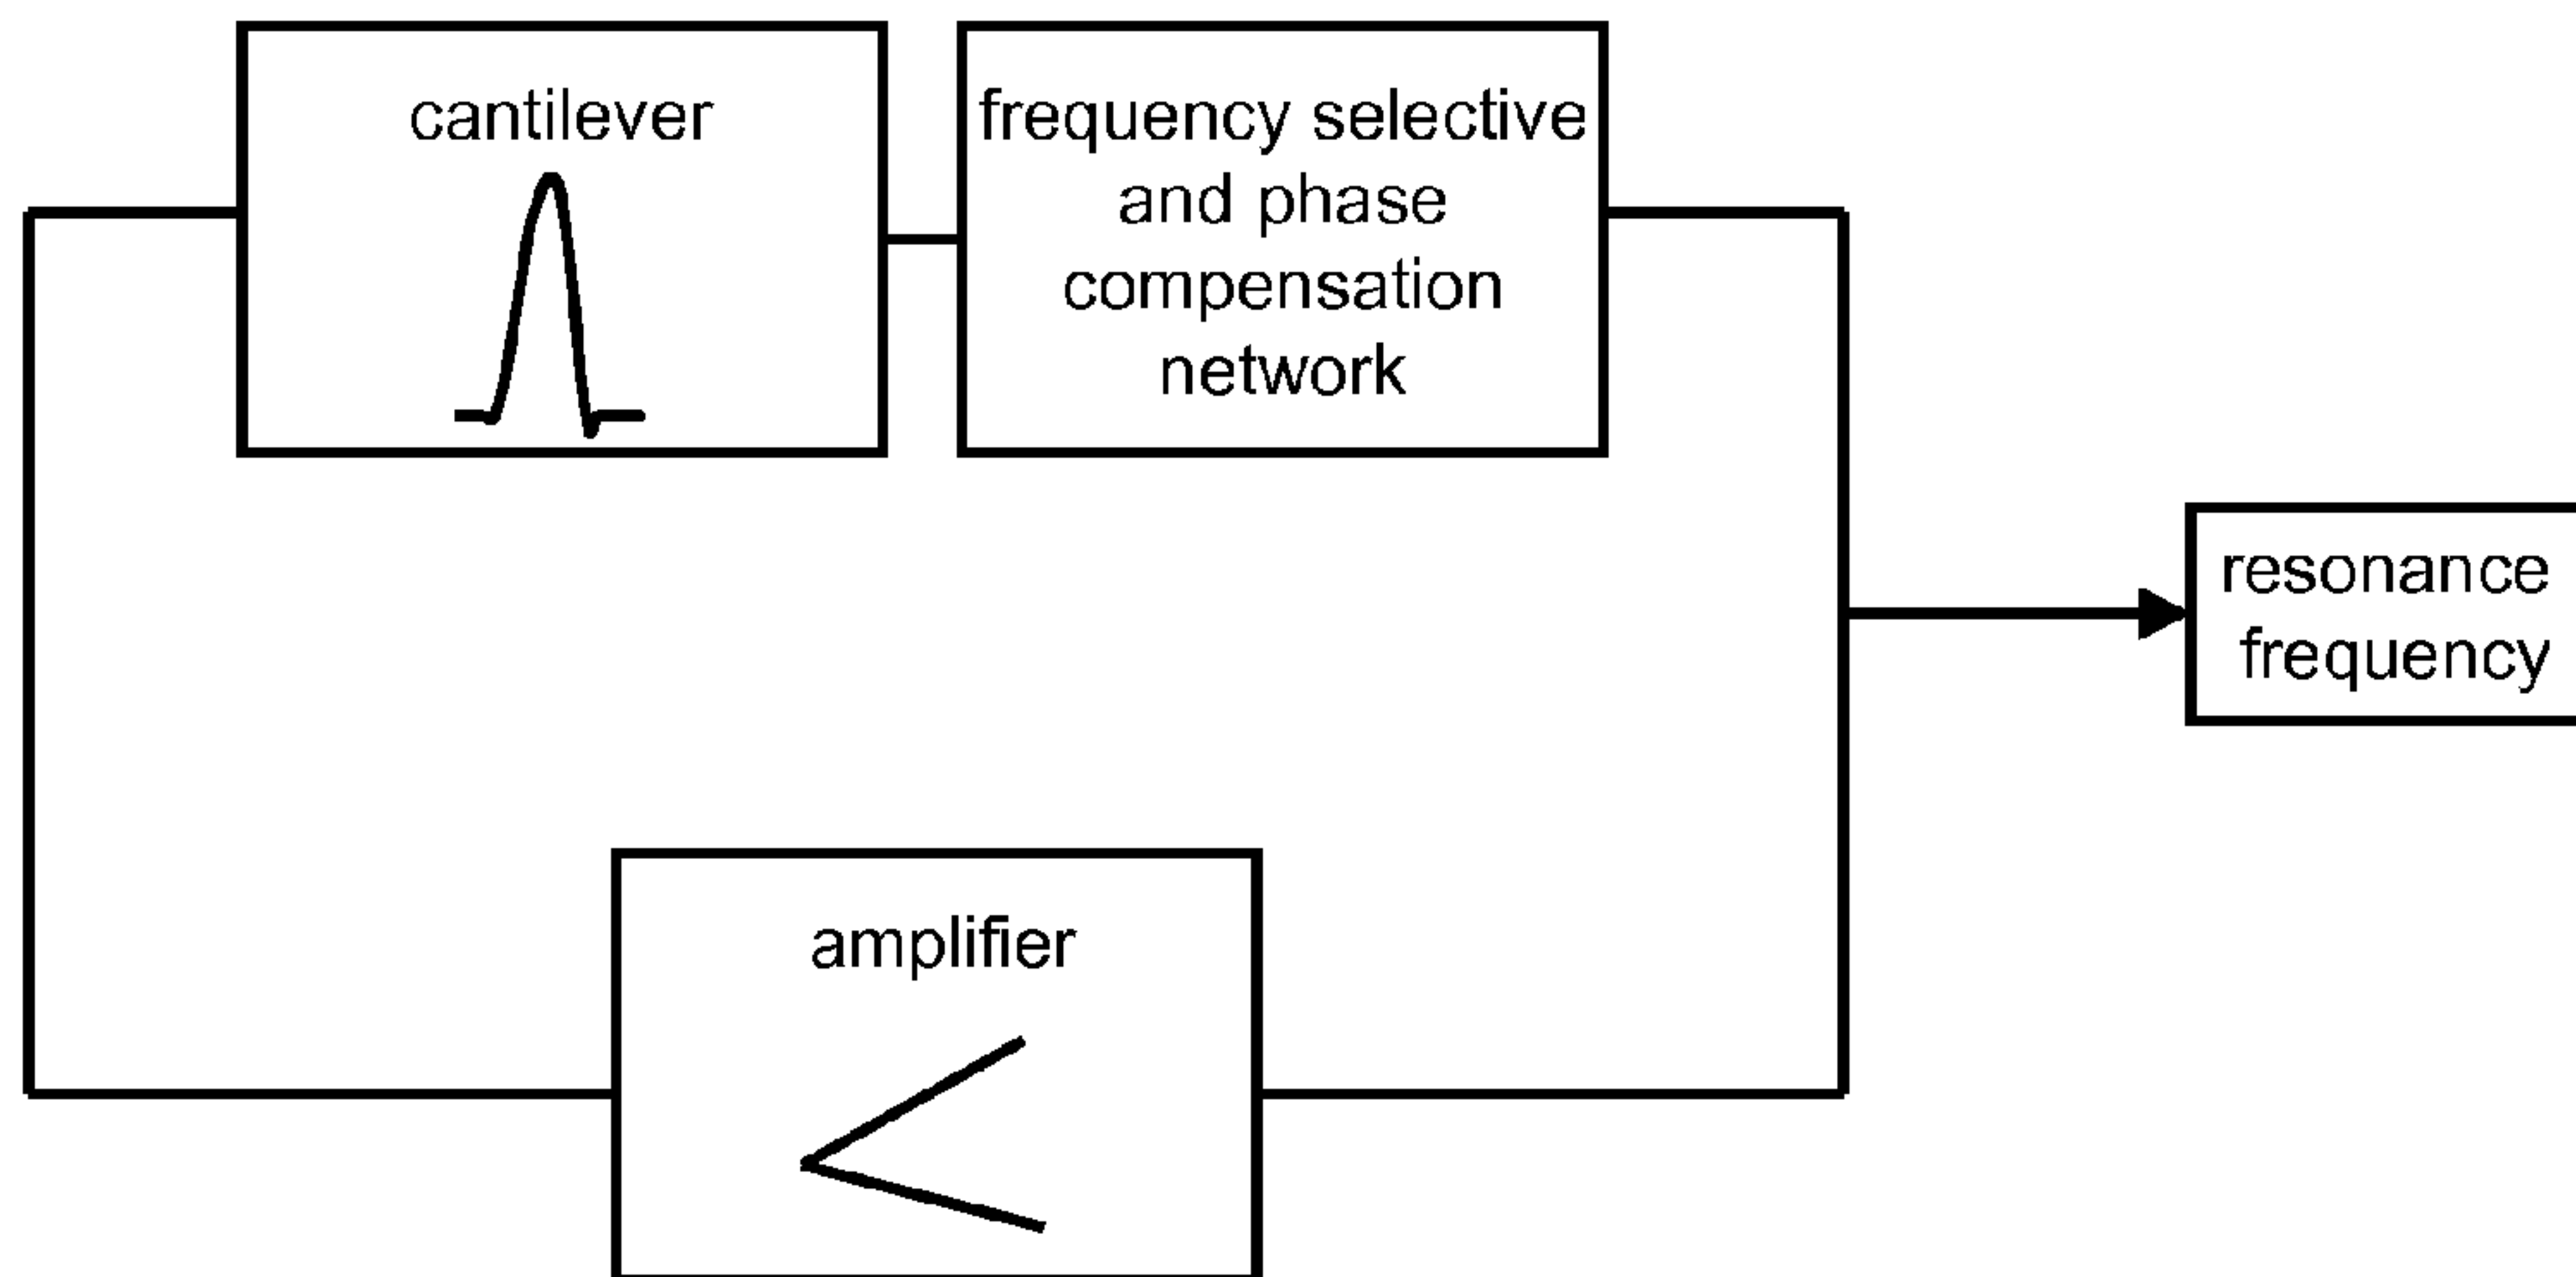 cantilever
frequency selective
and phase
compensation
network
resonance
frequency
amplifier